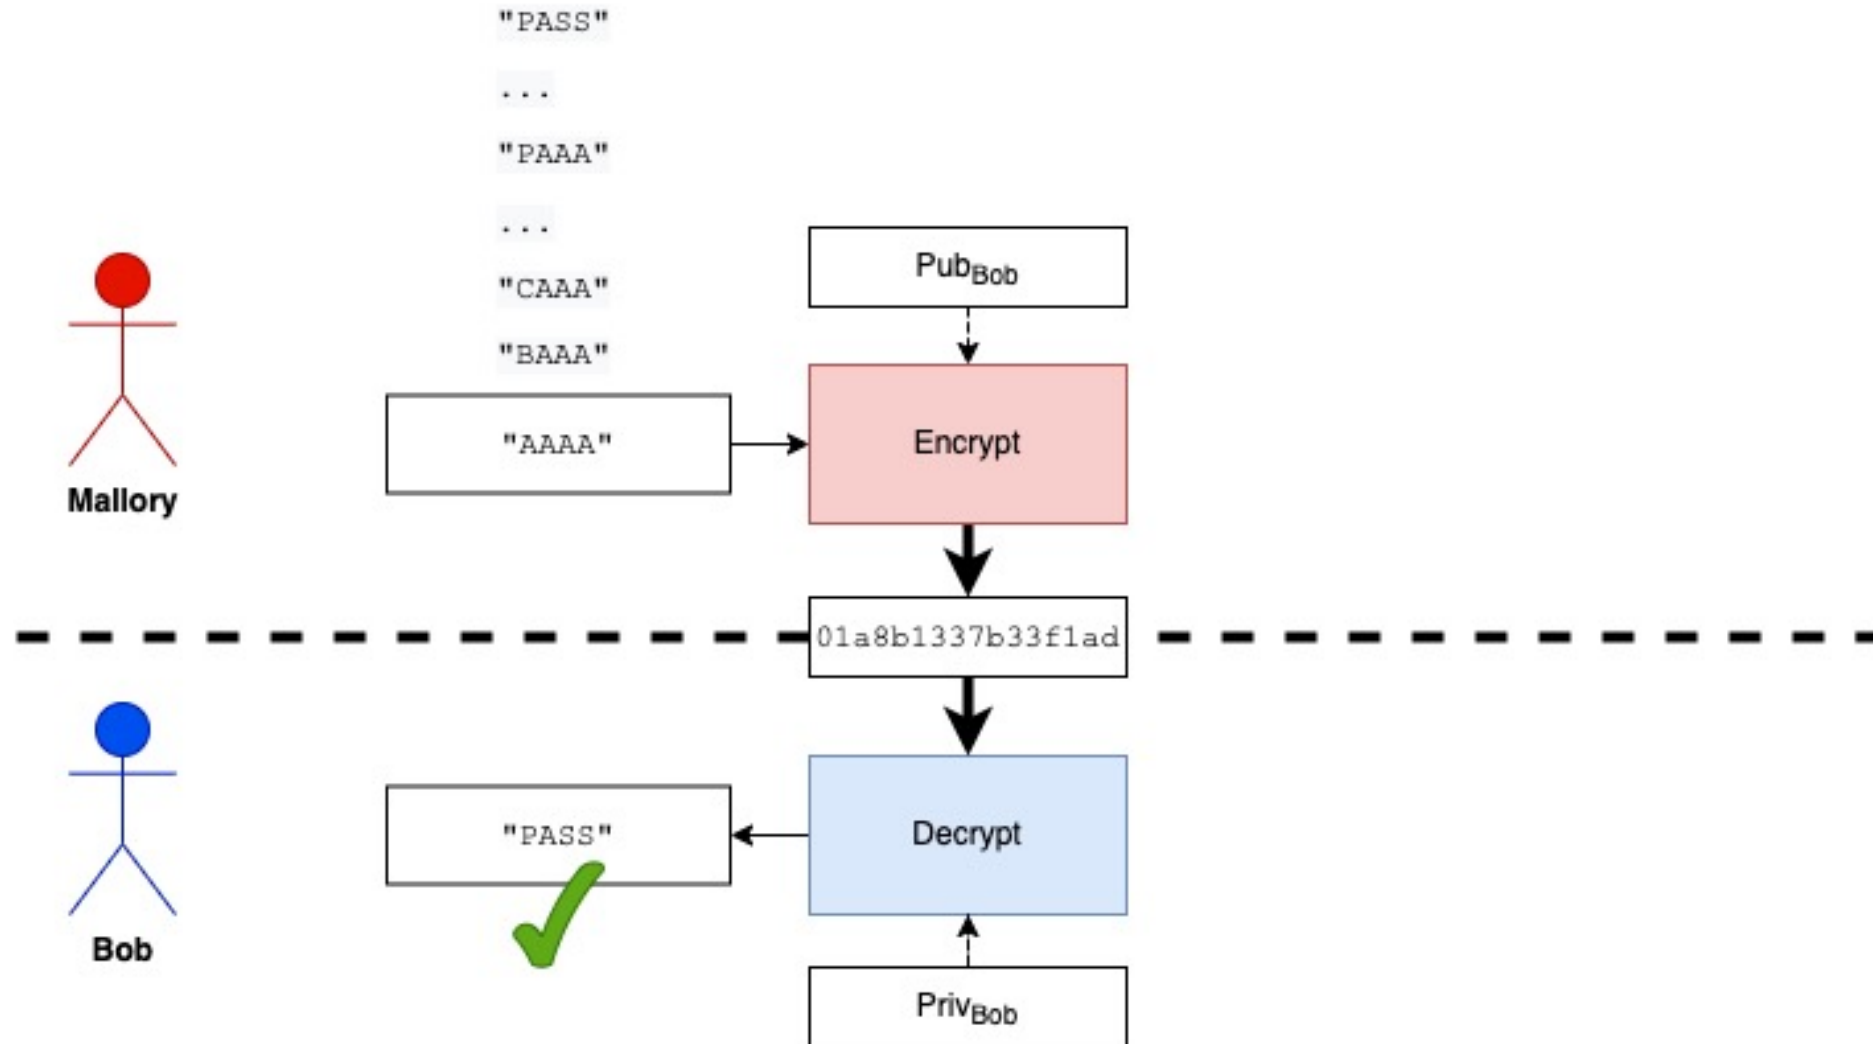 "PASS"
...
"PAAA"
...
"CAAA"
"BAAA"
"AAAA"
Pub_Bob
Encrypt
Mallory
01a8b1337b33f1ad
"PASS"
Decrypt
Bob
Priv_Bob